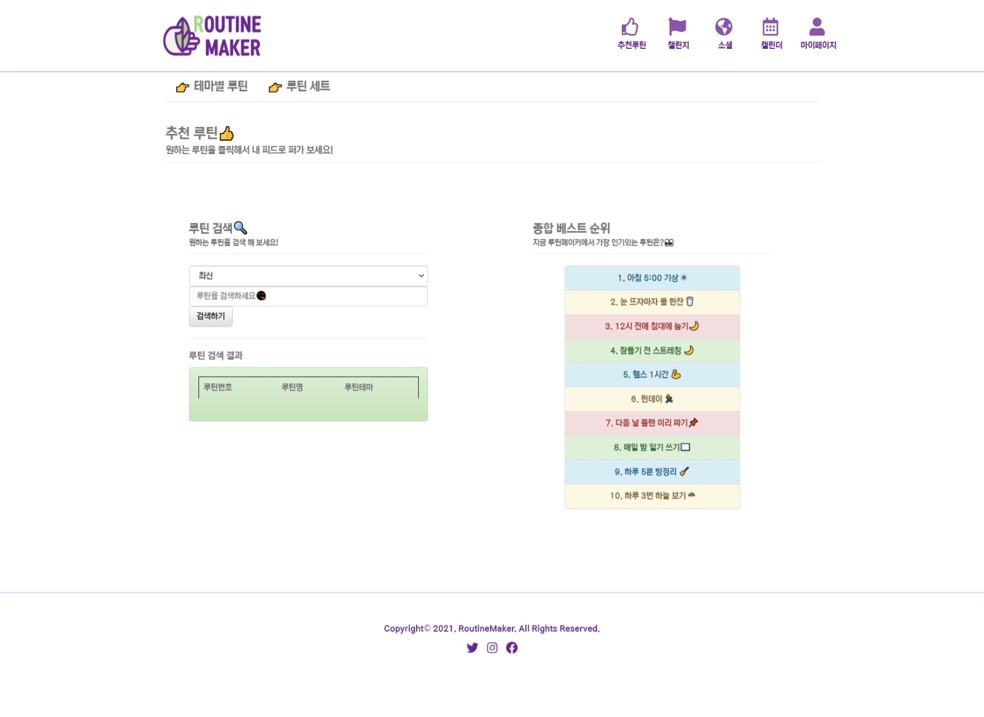 ROUTINE
MAKER
추천루틴 챌린지 소셜 캘린더 마이페이지
👉 테마별 루틴 👉 루틴 세트
추천 루틴👍
원하는 루틴을 클릭해서 내 피드로 퍼가 보세요!
루틴 검색🔍
원하는 루틴을 검색 해 보세요!
최신
루틴을 검색하세요
검색하기
루틴 검색 결과
루틴번호 루틴명 루틴테마
종합 베스트 순위
지금 루틴메이커에서 가장 인기있는 루틴은?👀
1. 아침 5:00 기상 ☀
2. 눈 뜨자마자 물 한잔 🥛
3. 12시 전에 침대에 눕기🌙
4. 잠들기 전 스트레칭 🌙
5. 헬스 1시간 💪
6. 런데이 🏃
7. 다음 날 플랜 미리 짜기📌
8. 매일 밤 일기 쓰기
9. 하루 5분 방정리 🧹
10. 하루 3번 하늘 보기 ☁
Copyright© 2021. RoutineMaker. All Rights Reserved.